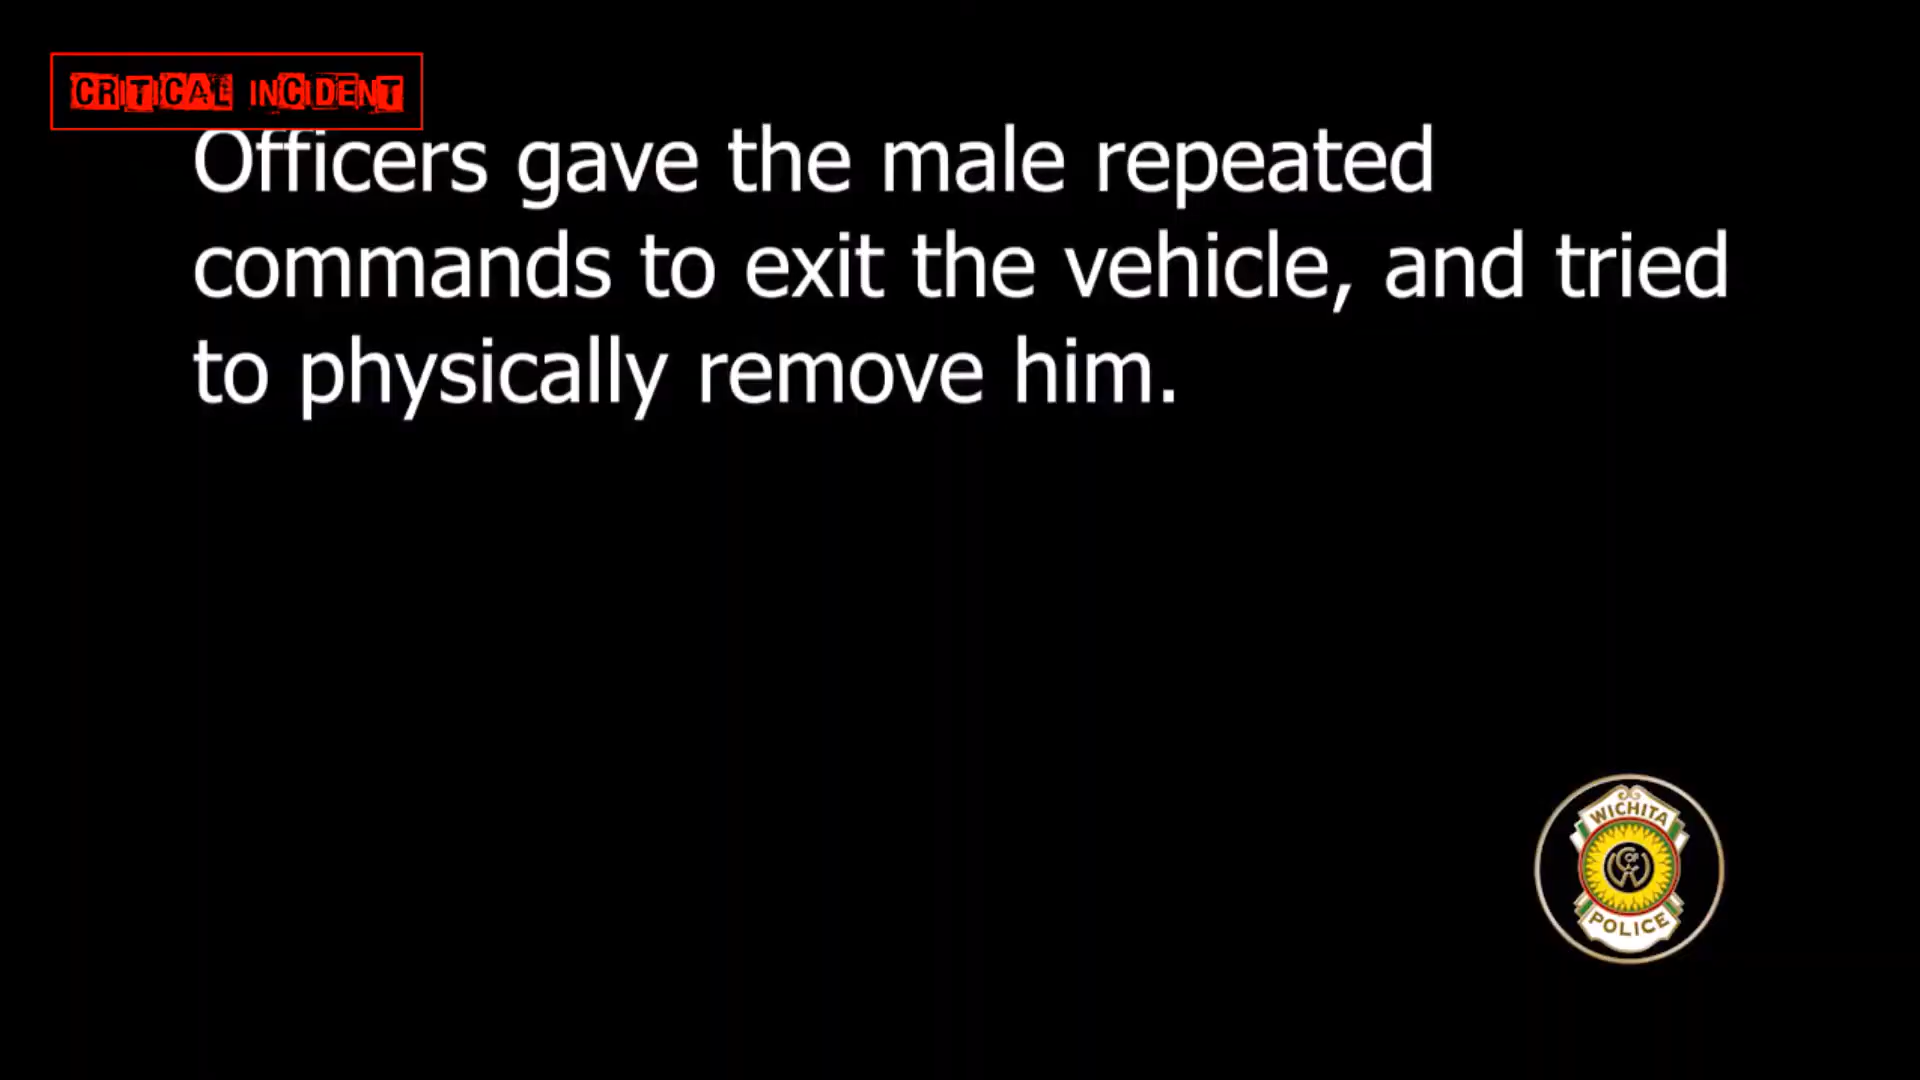 CRITICAL INCIDENT
Officers gave the male repeated
commands to exit the vehicle, and tried
to physically remove him.
WICHITA
C OF W
POLICE